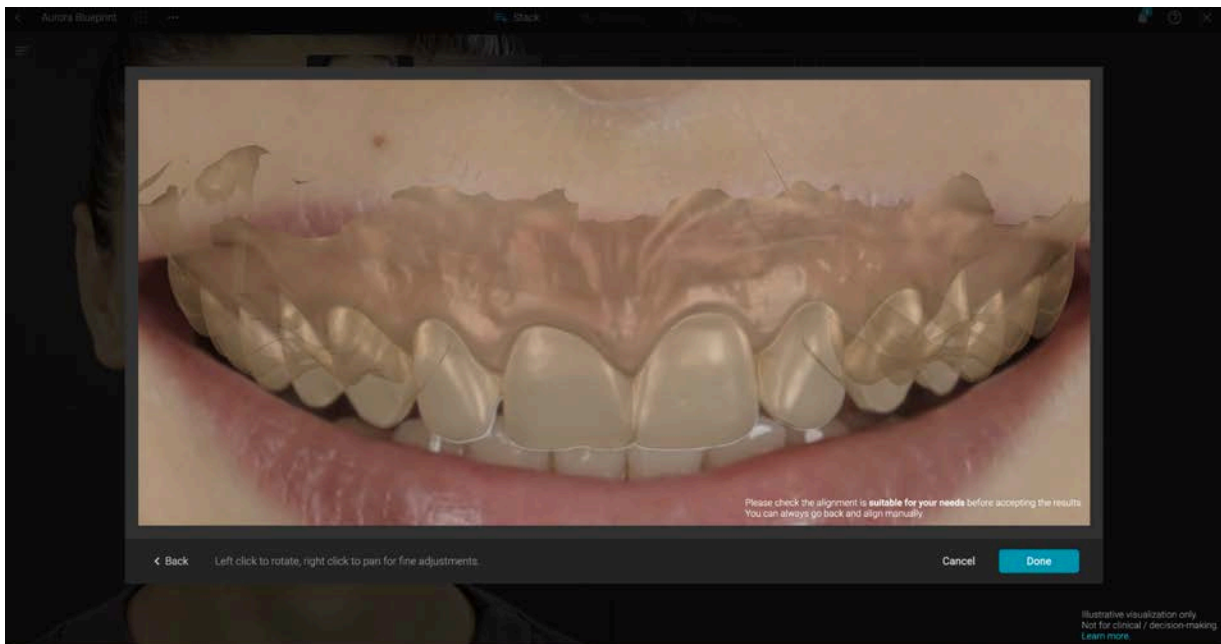 Aurora Blueprint
Stack
Please check the alignment is suitable for your needs before accepting the results
You can always go back and align manually.
Back
Left click to rotate, right click to pan for fine adjustments.
Cancel
Done
Illustrative visualization only.
Not for clinical / decision-making.
Learn more.